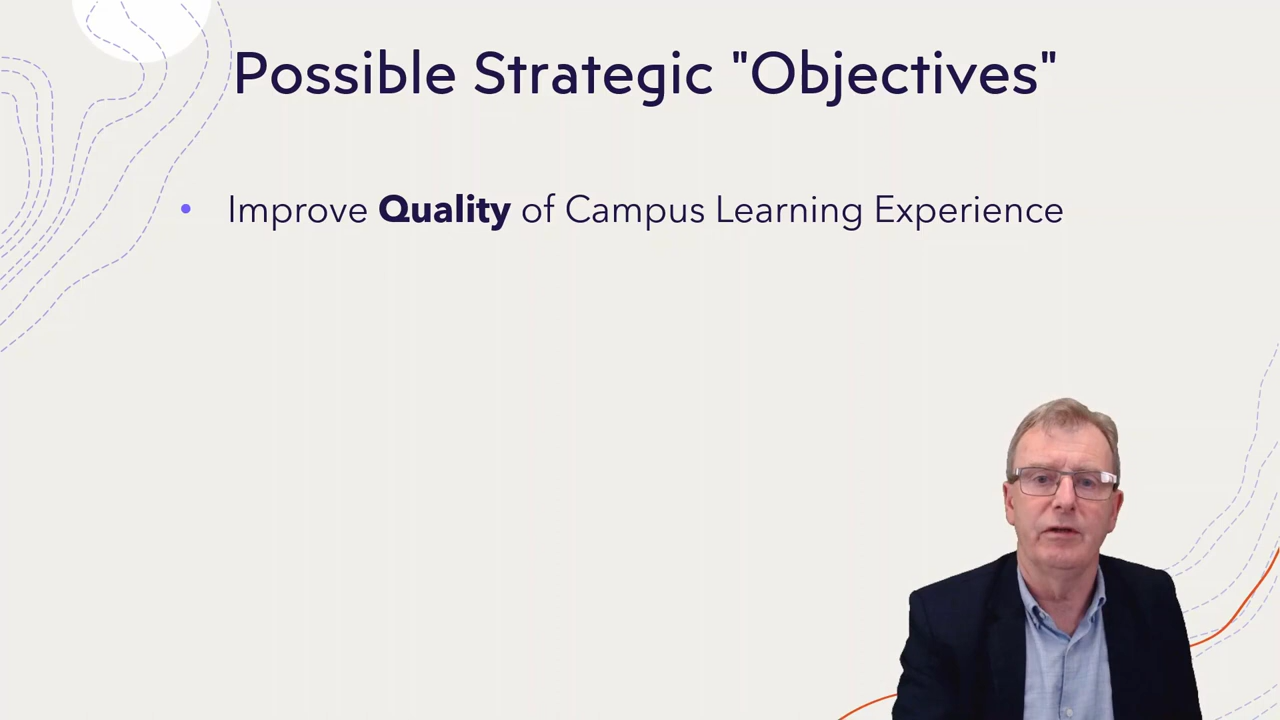 Possible Strategic "Objectives"
• Improve Quality of Campus Learning Experience